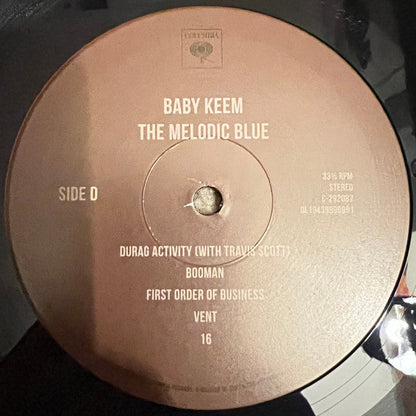 COLUMBIA
BABY KEEM
THE MELODIC BLUE
SIDE D
33⅓ RPM
STEREO
DURAG ACTIVITY (WITH TRAVIS SCOTT)
BOOMAN
FIRST ORDER OF BUSINESS
VENT
16